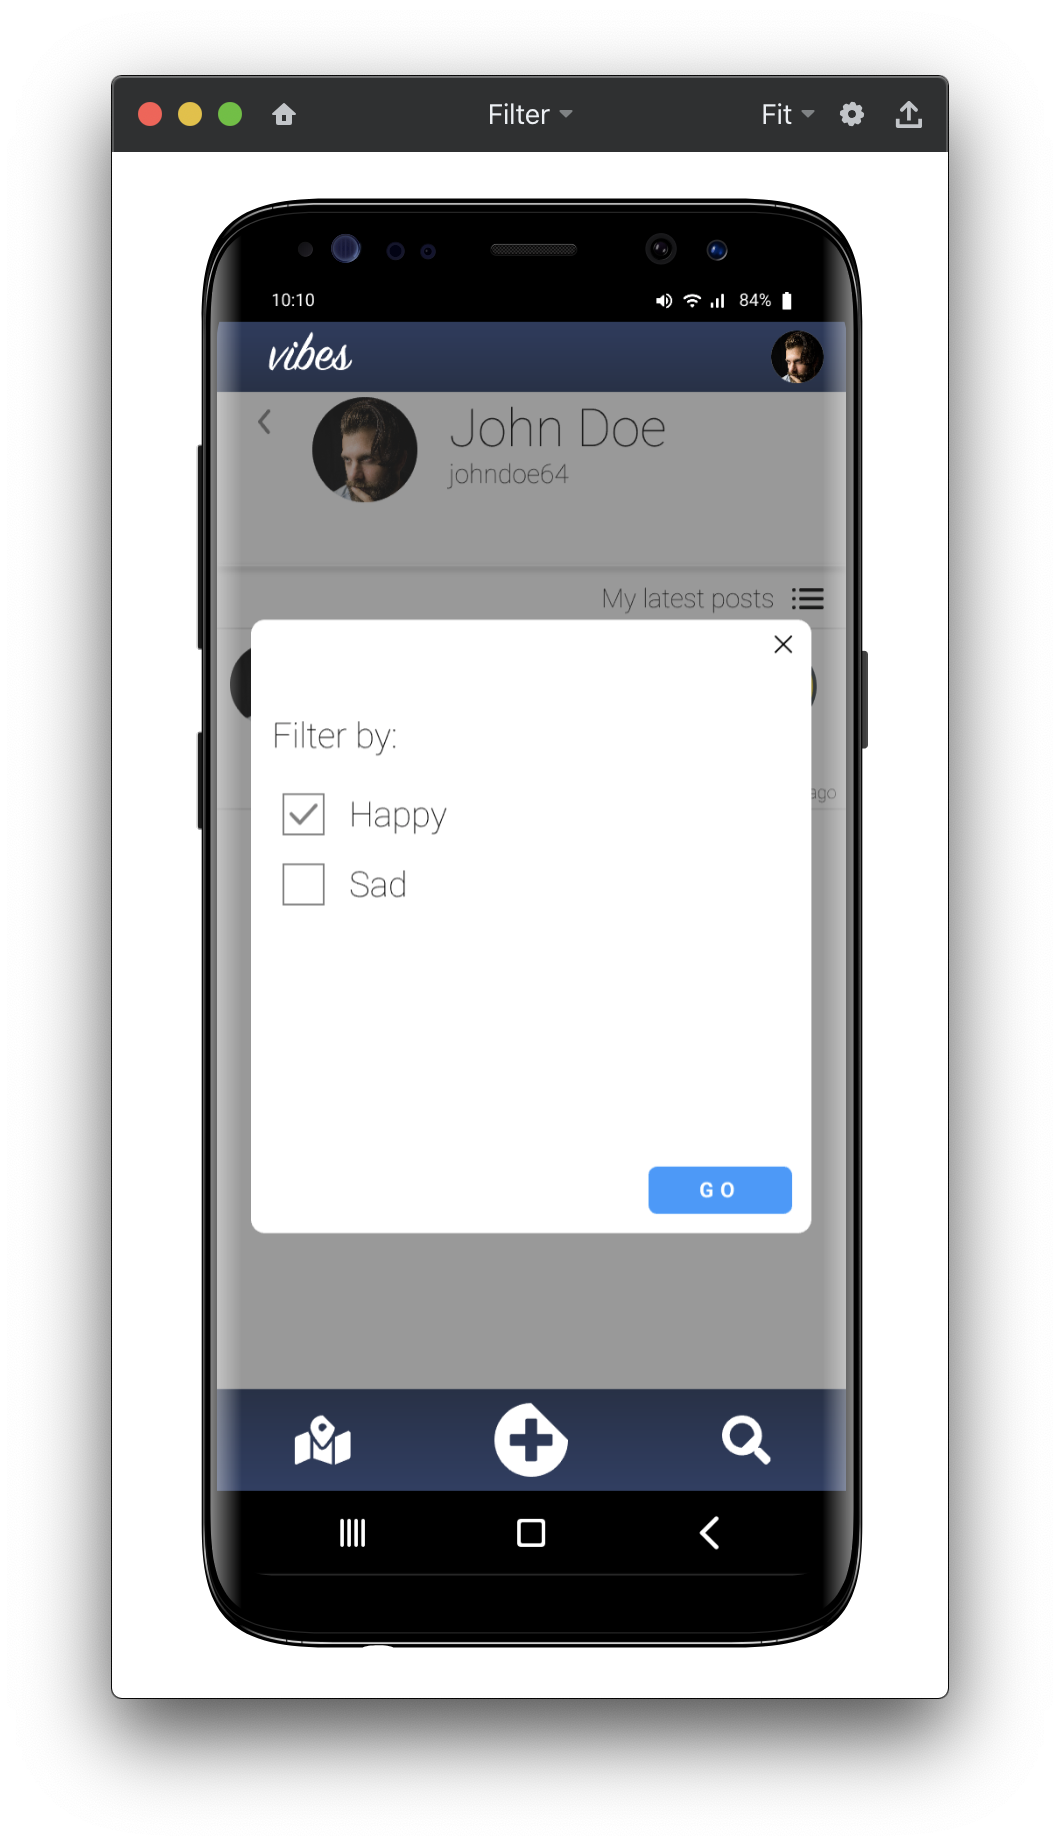 Filter
Fit
10:10
84%
vibes
John Doe
johndoe64
My latest posts
Filter by:
Happy
ago
Sad
GO